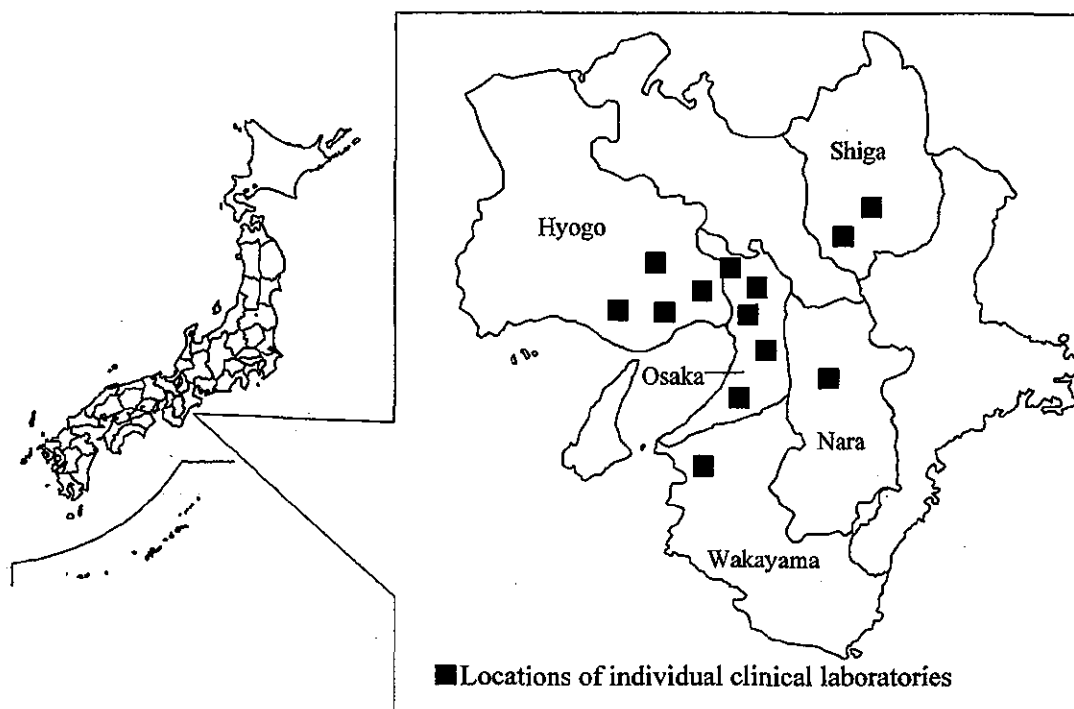 Shiga
Hyogo
Osaka
Nara
Wakayama
Locations of individual clinical laboratories